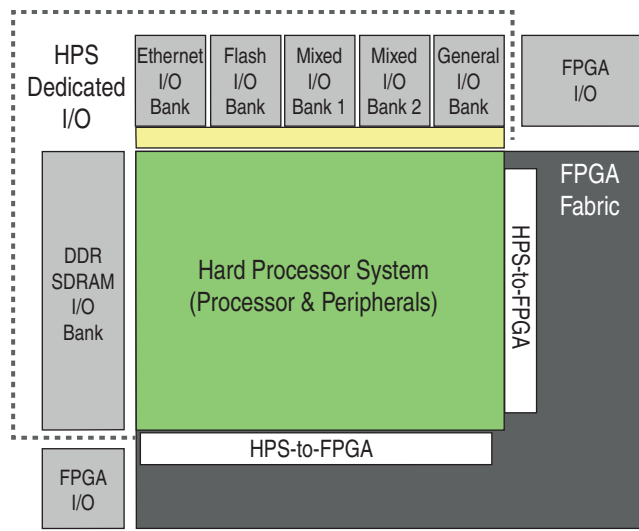 HPS
Dedicated
I/O
Ethernet
I/O
Bank
Flash
I/O
Bank
Mixed
I/O
Bank 1
Mixed
I/O
Bank 2
General
I/O
Bank
FPGA
I/O
DDR
SDRAM
I/O
Bank
Hard Processor System
(Processor & Peripherals)
HPS-to-FPGA
FPGA
Fabric
HPS-to-FPGA
FPGA
I/O